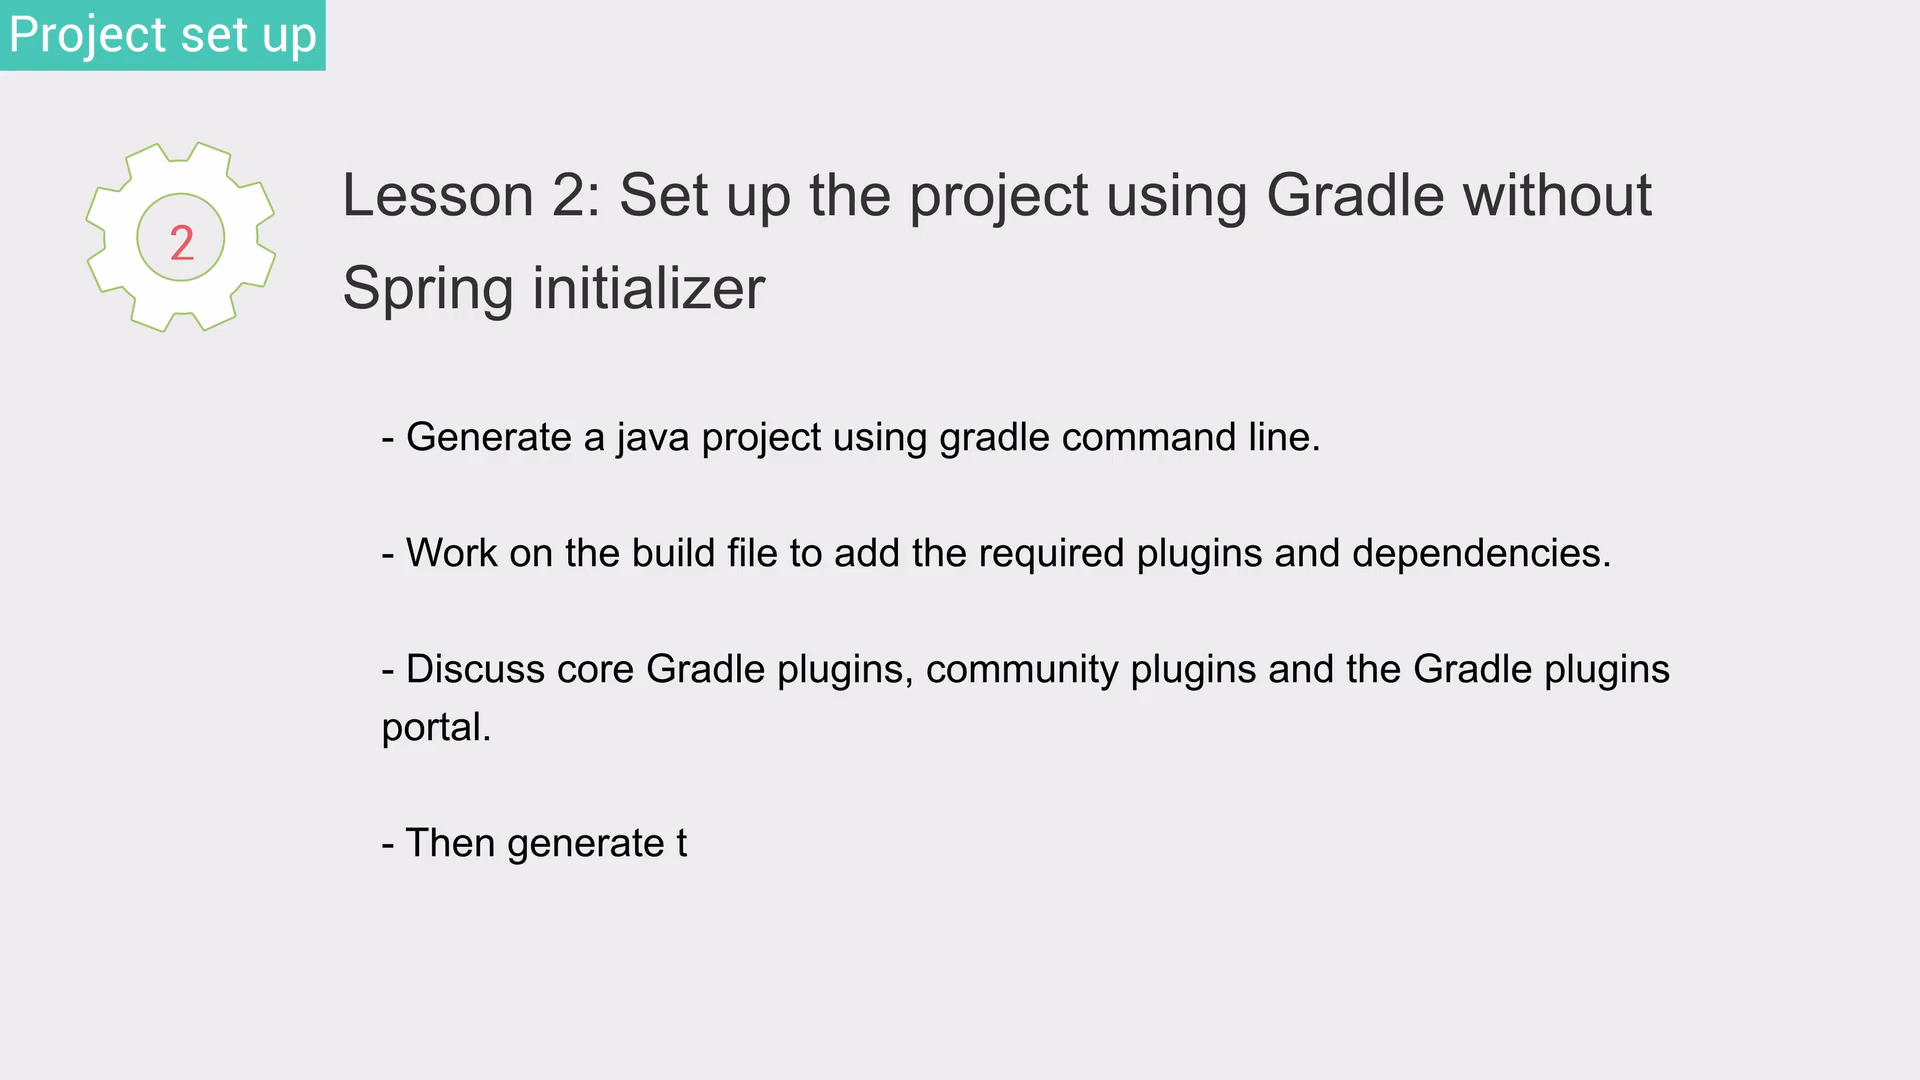 Project set up
2
Lesson 2: Set up the project using Gradle without
Spring initializer
- Generate a java project using gradle command line.
- Work on the build file to add the required plugins and dependencies.
- Discuss core Gradle plugins, community plugins and the Gradle plugins
portal.
- Then generate t